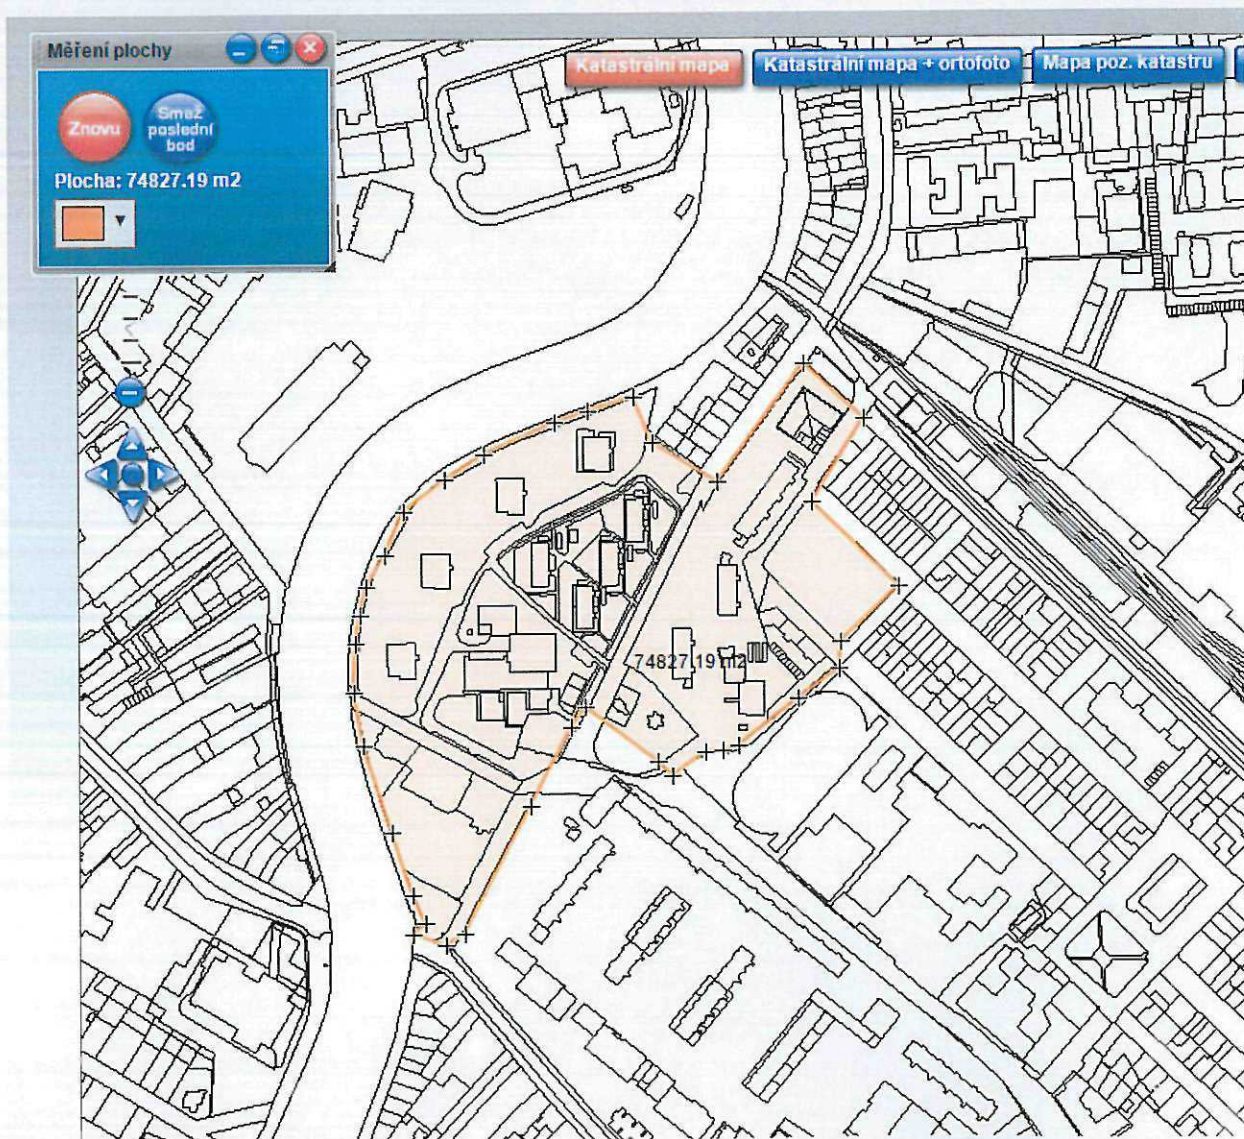 Měření plochy
Znovu
Smaž
poslední
bod
Plocha: 74827.19 m2
Katastrální mapa
Katastrální mapa + ortofoto
Mapa poz. katastru
74827.19 m2